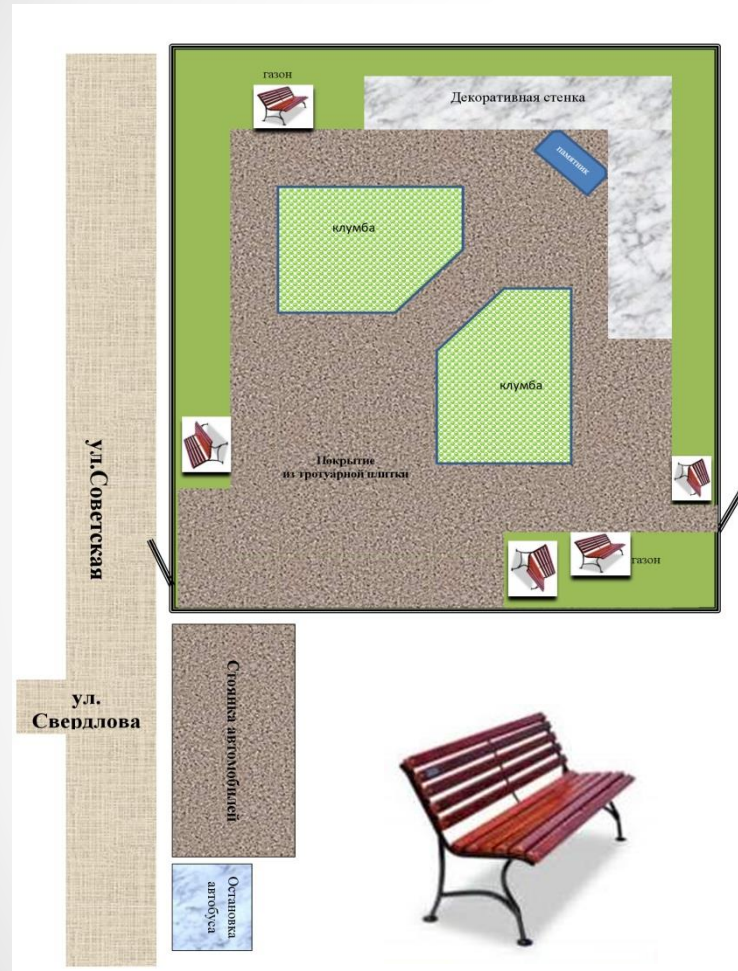 газон
Декоративная стенка
памятник
клумба
клумба
Покрытие
из тротуарной плитки
газон
ул.Советская
ул.
Свердлова
Стоянка автомобилей
Остановка
автобуса